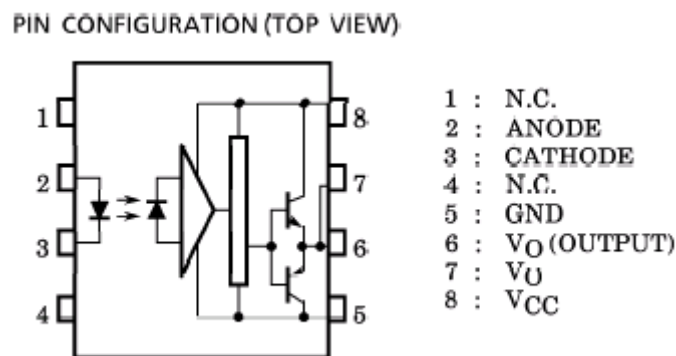 PIN CONFIGURATION (TOP VIEW)
1
2
3
4
8
7
6
5
1 : N.C.
2 : ANODE
3 : CATHODE
4 : N.C.
5 : GND
6 : VO (OUTPUT)
7 : VO
8 : VCC